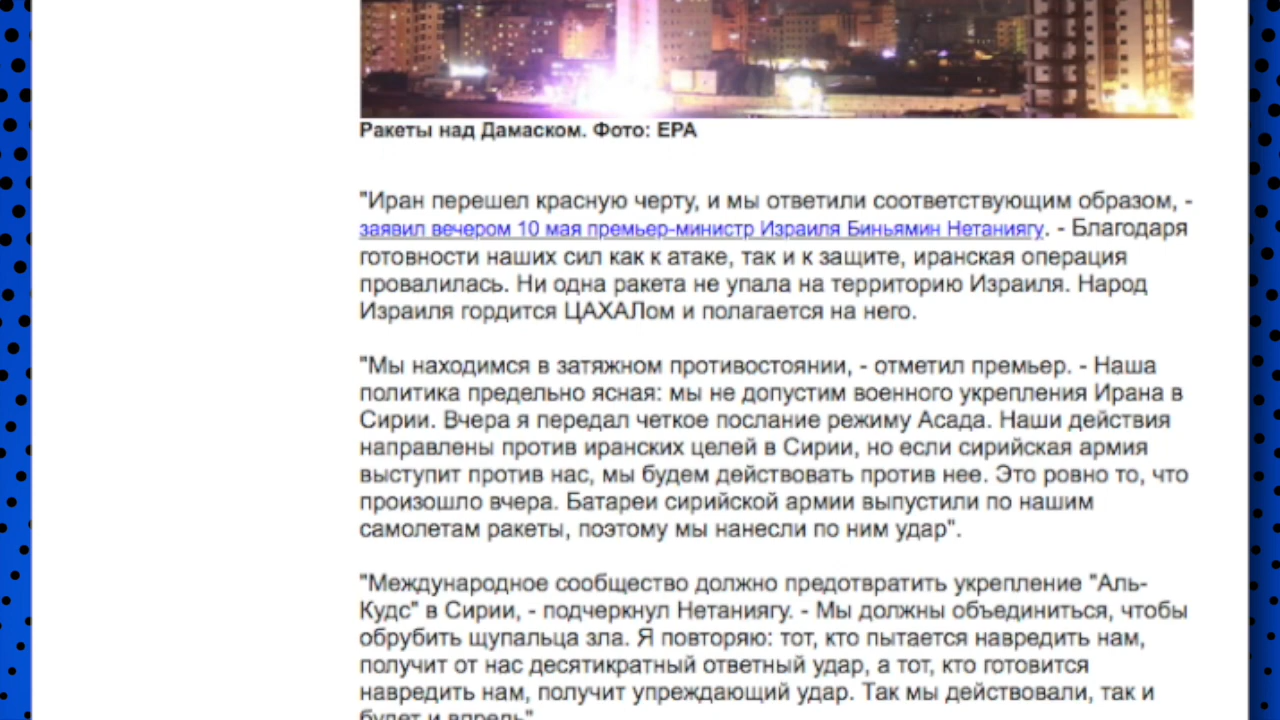 Ракеты над Дамаском. Фото: EPA
"Иран перешел красную черту, и мы ответили соответствующим образом, -
заявил вечером 10 мая премьер-министр Израиля Биньямин Нетаниягу. - Благодаря
готовности наших сил как к атаке, так и к защите, иранская операция
провалилась. Ни одна ракета не упала на территорию Израиля. Народ
Израиля гордится ЦАХАЛом и полагается на него.
"Мы находимся в затяжном противостоянии, - отметил премьер. - Наша
политика предельно ясная: мы не допустим военного укрепления Ирана в
Сирии. Вчера я передал четкое послание режиму Асада. Наши действия
направлены против иранских целей в Сирии, но если сирийская армия
выступит против нас, мы будем действовать против нее. Это ровно то, что
произошло вчера. Батареи сирийской армии выпустили по нашим
самолетам ракеты, поэтому мы нанесли по ним удар".
"Международное сообщество должно предотвратить укрепление "Аль-
Кудс" в Сирии, - подчеркнул Нетаниягу. - Мы должны объединиться, чтобы
обрубить щупальца зла. Я повторяю: тот, кто пытается навредить нам,
получит от нас десятикратный ответный удар, а тот, кто готовится
навредить нам, получит упреждающий удар. Так мы действовали, так и
будет и впредь"